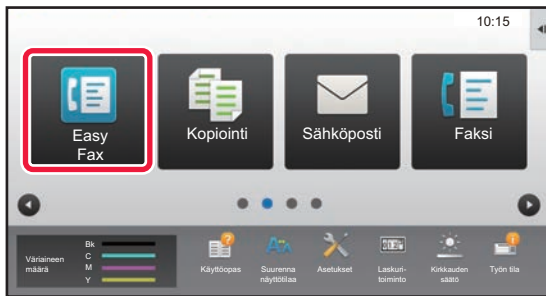 10:15
Easy
Fax
Kopiointi
Sähköposti
Faksi
Väriaineen
määrä
Bk
C
M
Y
Käyttöopas
Suurenna
näyttötilaa
Asetukset
Laskuri-
toiminto
Kirkkauden
säätö
Työn tila